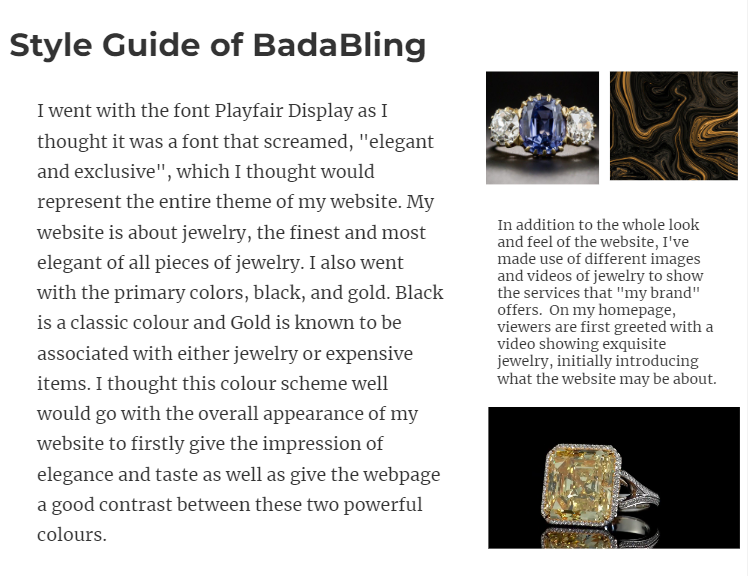 Style Guide of BadaBling
I went with the font Playfair Display as I
thought it was a font that screamed, "elegant
and exclusive", which I thought would
represent the entire theme of my website. My
website is about jewelry, the finest and most
elegant of all pieces of jewelry. I also went
with the primary colors, black, and gold. Black
is a classic colour and Gold is known to be
associated with either jewelry or expensive
items. I thought this colour scheme well
would go with the overall appearance of my
website to firstly give the impression of
elegance and taste as well as give the webpage
a good contrast between these two powerful
colours.
In addition to the whole look
and feel of the website, I've
made use of different images
and videos of jewelry to show
the services that "my brand"
offers.  On my homepage,
viewers are first greeted with a
video showing exquisite
jewelry, initially introducing
what the website may be about.